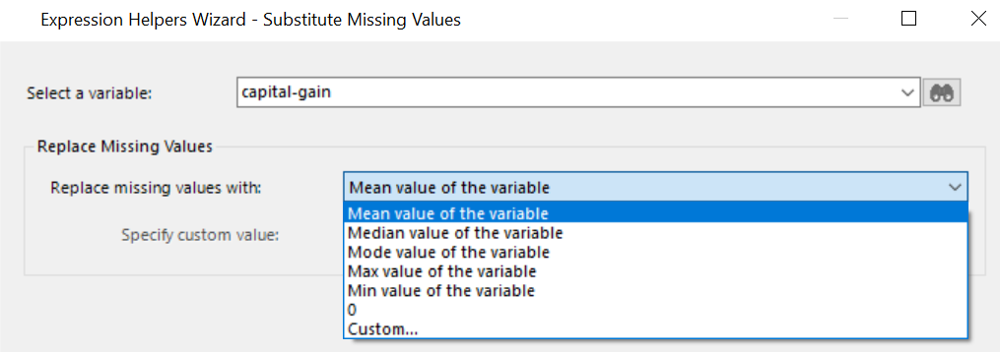 Expression Helpers Wizard - Substitute Missing Values
Select a variable: capital-gain
Replace Missing Values
Replace missing values with: Mean value of the variable
Mean value of the variable
Specify custom value: Median value of the variable
Mode value of the variable
Max value of the variable
Min value of the variable
0
Custom...